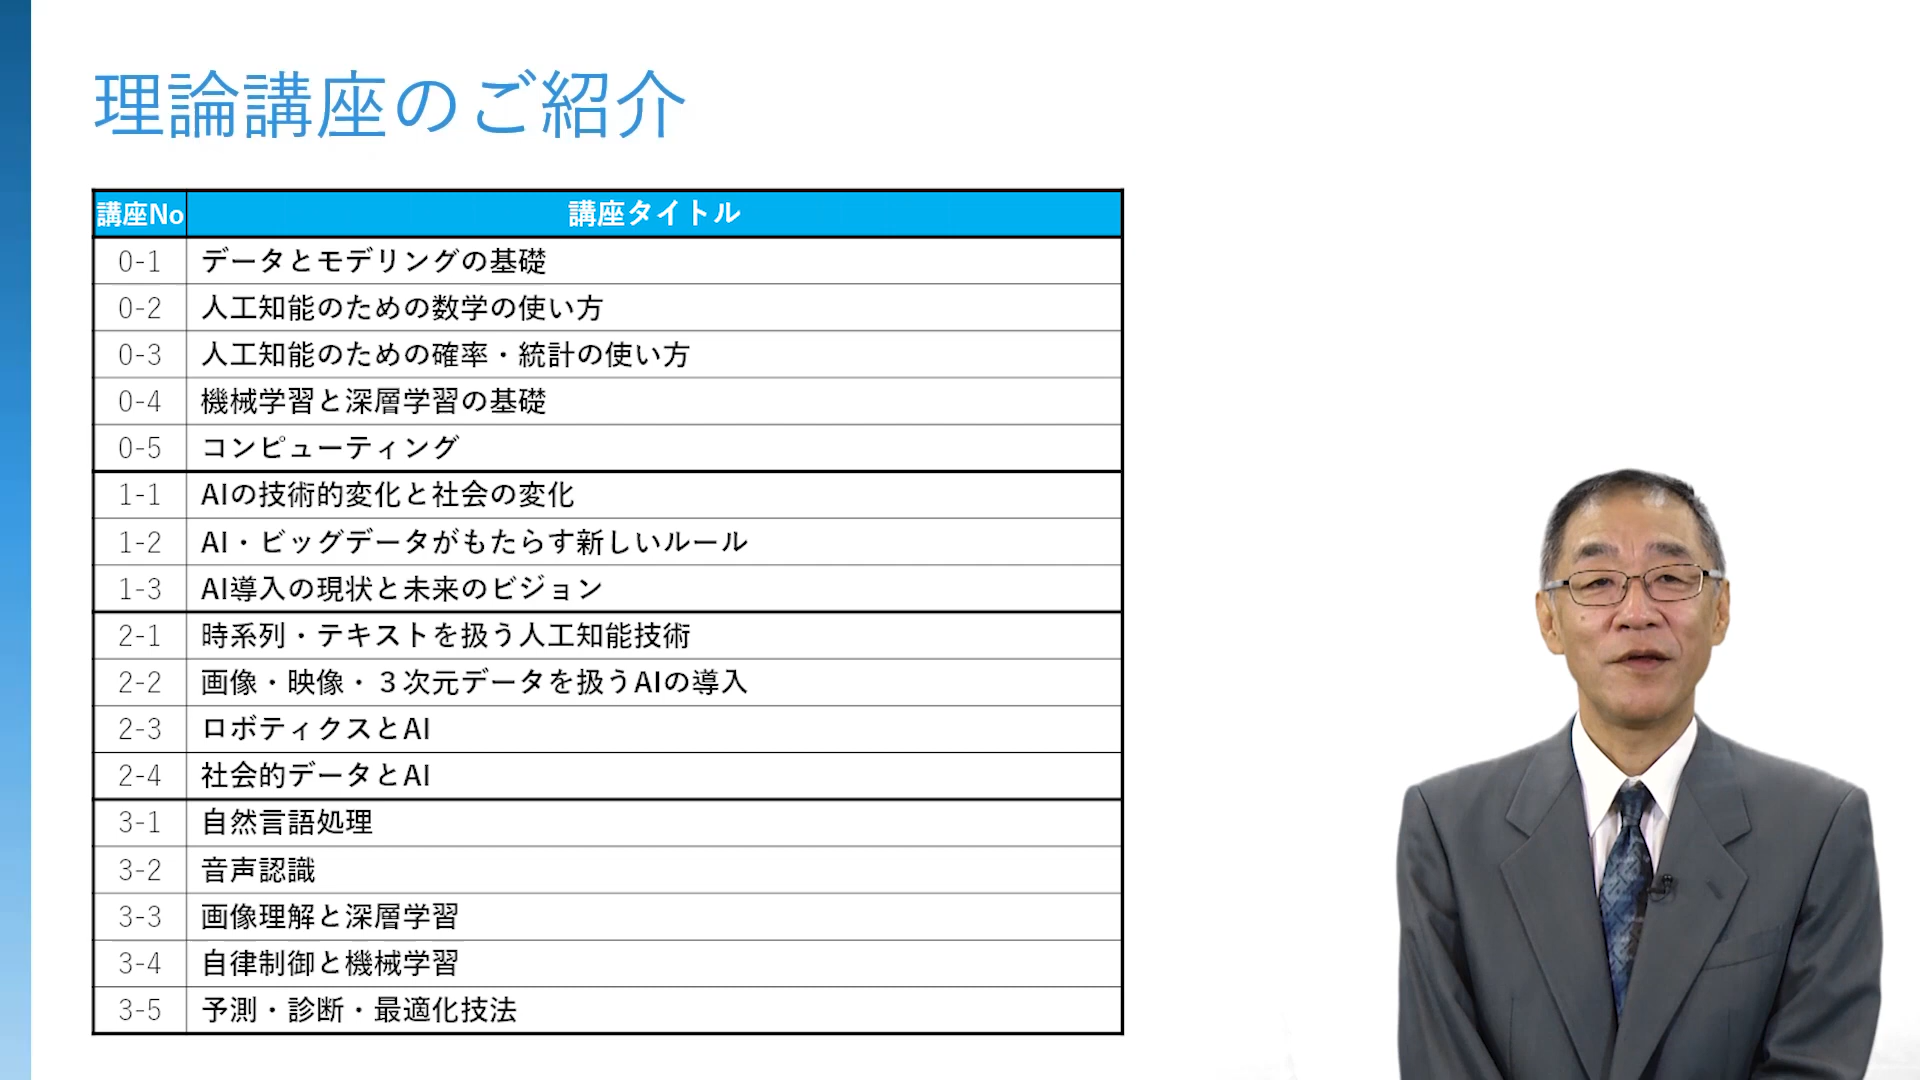 理論講座のご紹介
講座No 講座タイトル
0-1 データとモデリングの基礎
0-2 人工知能のための数学の使い方
0-3 人工知能のための確率・統計の使い方
0-4 機械学習と深層学習の基礎
0-5 コンピューティング
1-1 AIの技術的変化と社会の変化
1-2 AI・ビッグデータがもたらす新しいルール
1-3 AI導入の現状と未来のビジョン
2-1 時系列・テキストを扱う人工知能技術
2-2 画像・映像・３次元データを扱うAIの導入
2-3 ロボティクスとAI
2-4 社会的データとAI
3-1 自然言語処理
3-2 音声認識
3-3 画像理解と深層学習
3-4 自律制御と機械学習
3-5 予測・診断・最適化技法